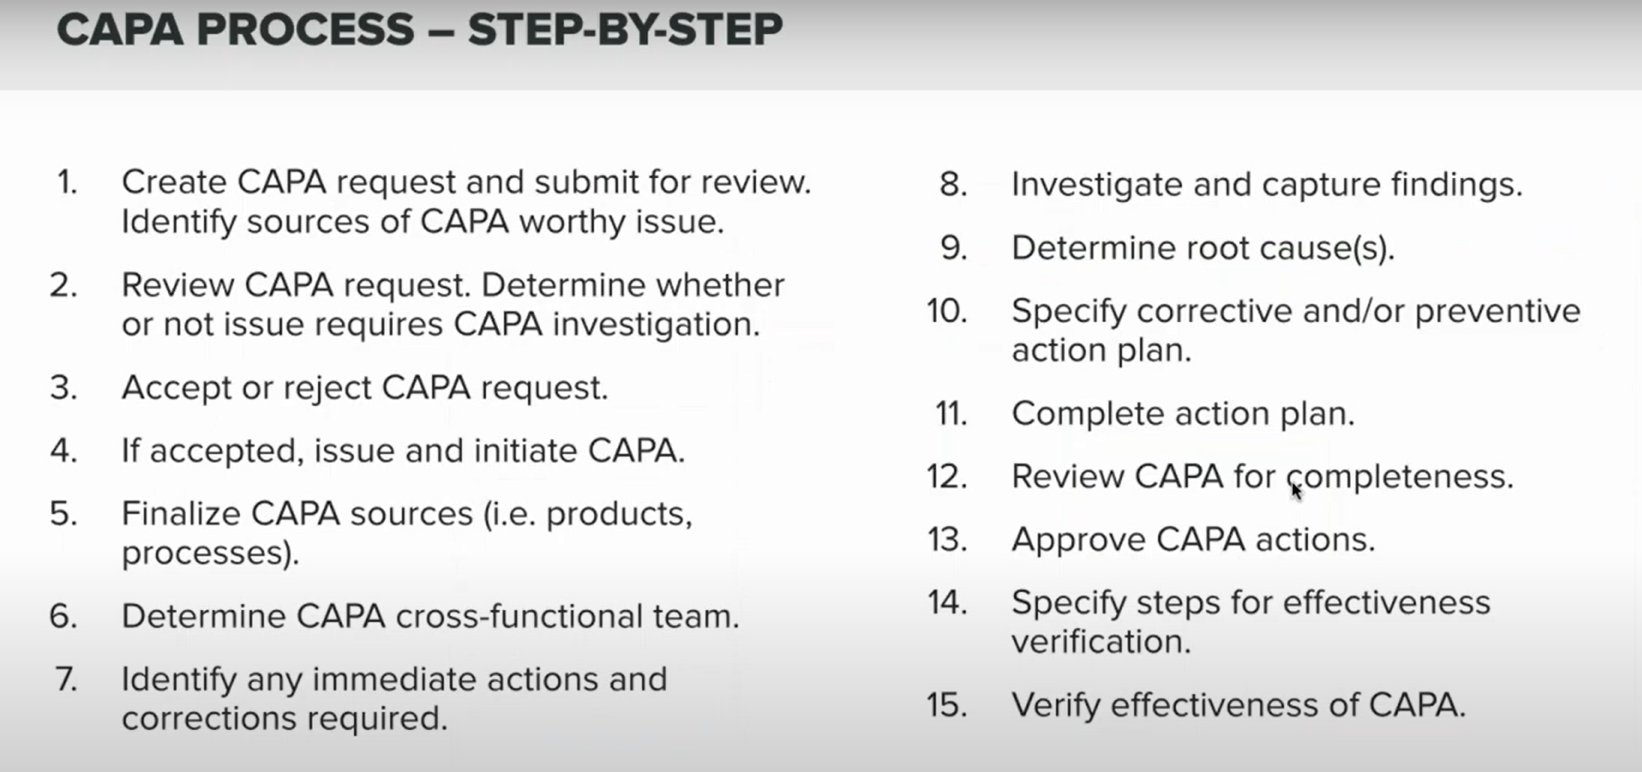 CAPA PROCESS – STEP-BY-STEP
1. Create CAPA request and submit for review.
Identify sources of CAPA worthy issue.
2. Review CAPA request. Determine whether
or not issue requires CAPA investigation.
3. Accept or reject CAPA request.
4. If accepted, issue and initiate CAPA.
5. Finalize CAPA sources (i.e. products,
processes).
6. Determine CAPA cross-functional team.
7. Identify any immediate actions and
corrections required.
8. Investigate and capture findings.
9. Determine root cause(s).
10. Specify corrective and/or preventive
action plan.
11. Complete action plan.
12. Review CAPA for completeness.
13. Approve CAPA actions.
14. Specify steps for effectiveness
verification.
15. Verify effectiveness of CAPA.